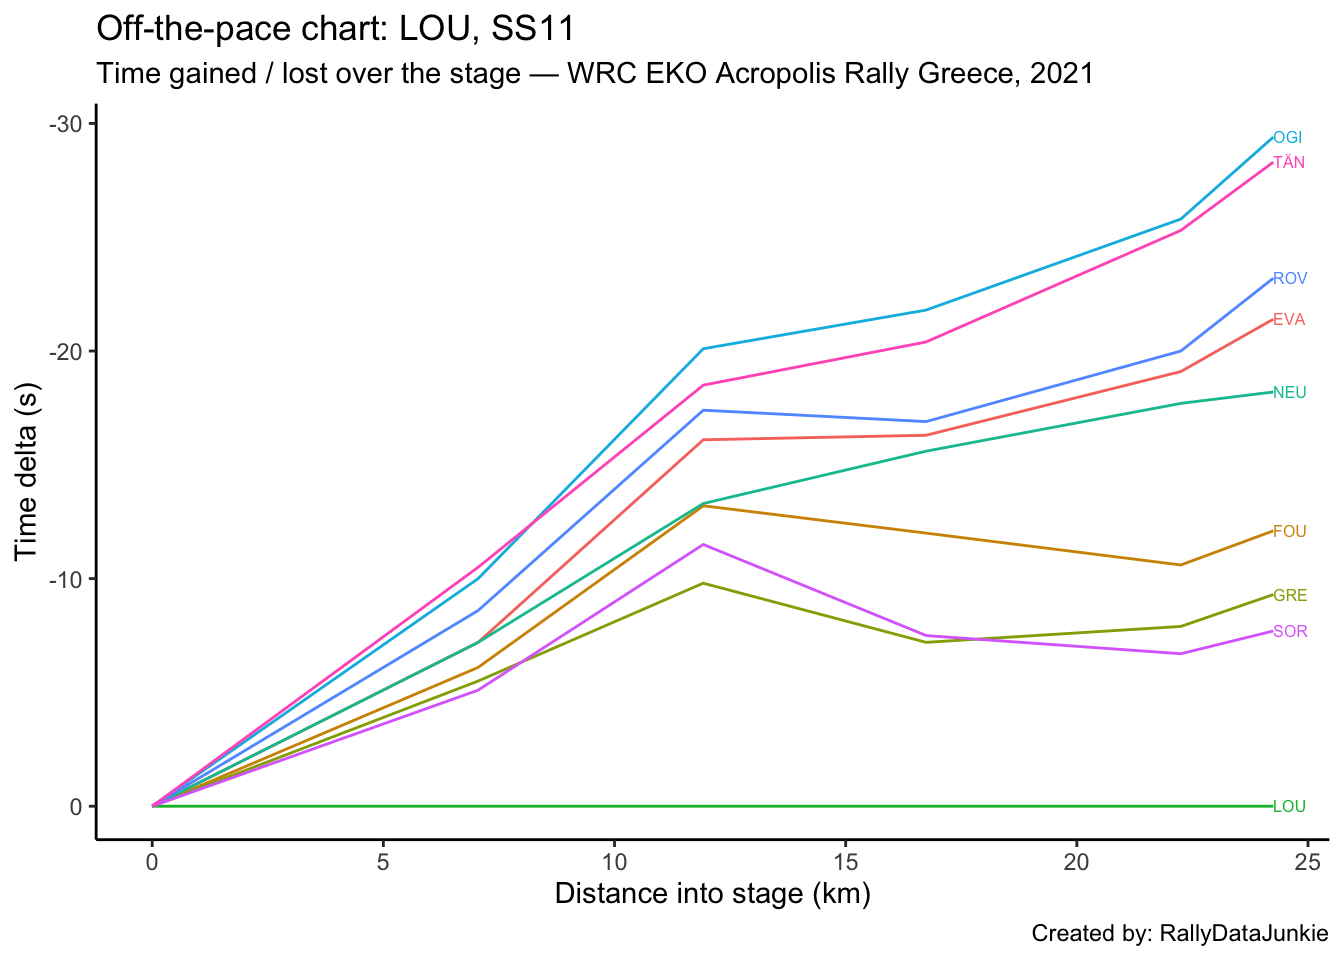 Off-the-pace chart: LOU, SS11
Time gained / lost over the stage — WRC EKO Acropolis Rally Greece, 2021
-30
-20
-10
0
Time delta (s)
OGI
TÄN
ROV
EVA
NEU
FOU
GRE
SOR
LOU
0 5 10 15 20 25
Distance into stage (km)
Created by: RallyDataJunkie